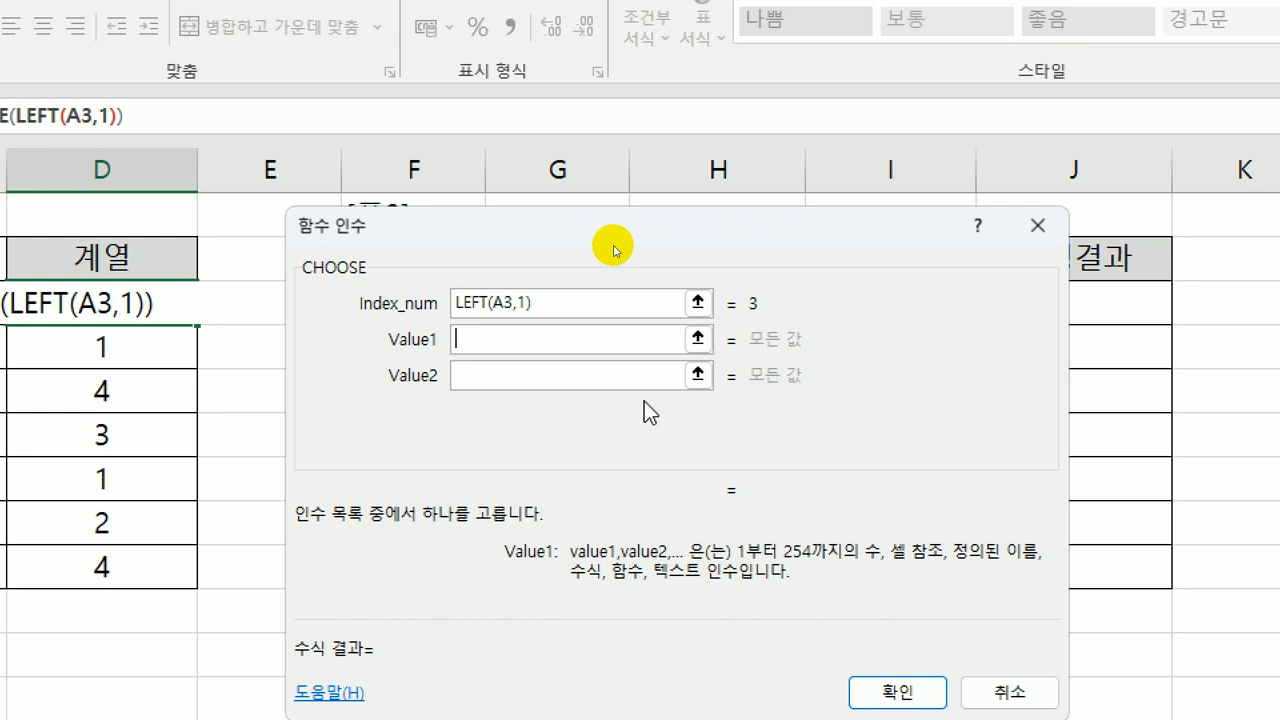 병합하고 가운데 맞춤
%
조건부
서식
표
서식
나쁨
보통
좋음
경고문
맞춤
표시 형식
스타일
E(LEFT(A3,1))
D
E
F
G
H
I
J
K
계열
결과
(LEFT(A3,1))
1
4
3
1
2
4
함수 인수
?
CHOOSE
Index_num
LEFT(A3,1)
= 3
Value1
= 모든 값
Value2
= 모든 값
=
인수 목록 중에서 하나를 고릅니다.
Value1: value1,value2,... 은(는) 1부터 254까지의 수, 셀 참조, 정의된 이름,
수식, 함수, 텍스트 인수입니다.
수식 결과=
도움말(H)
확인
취소